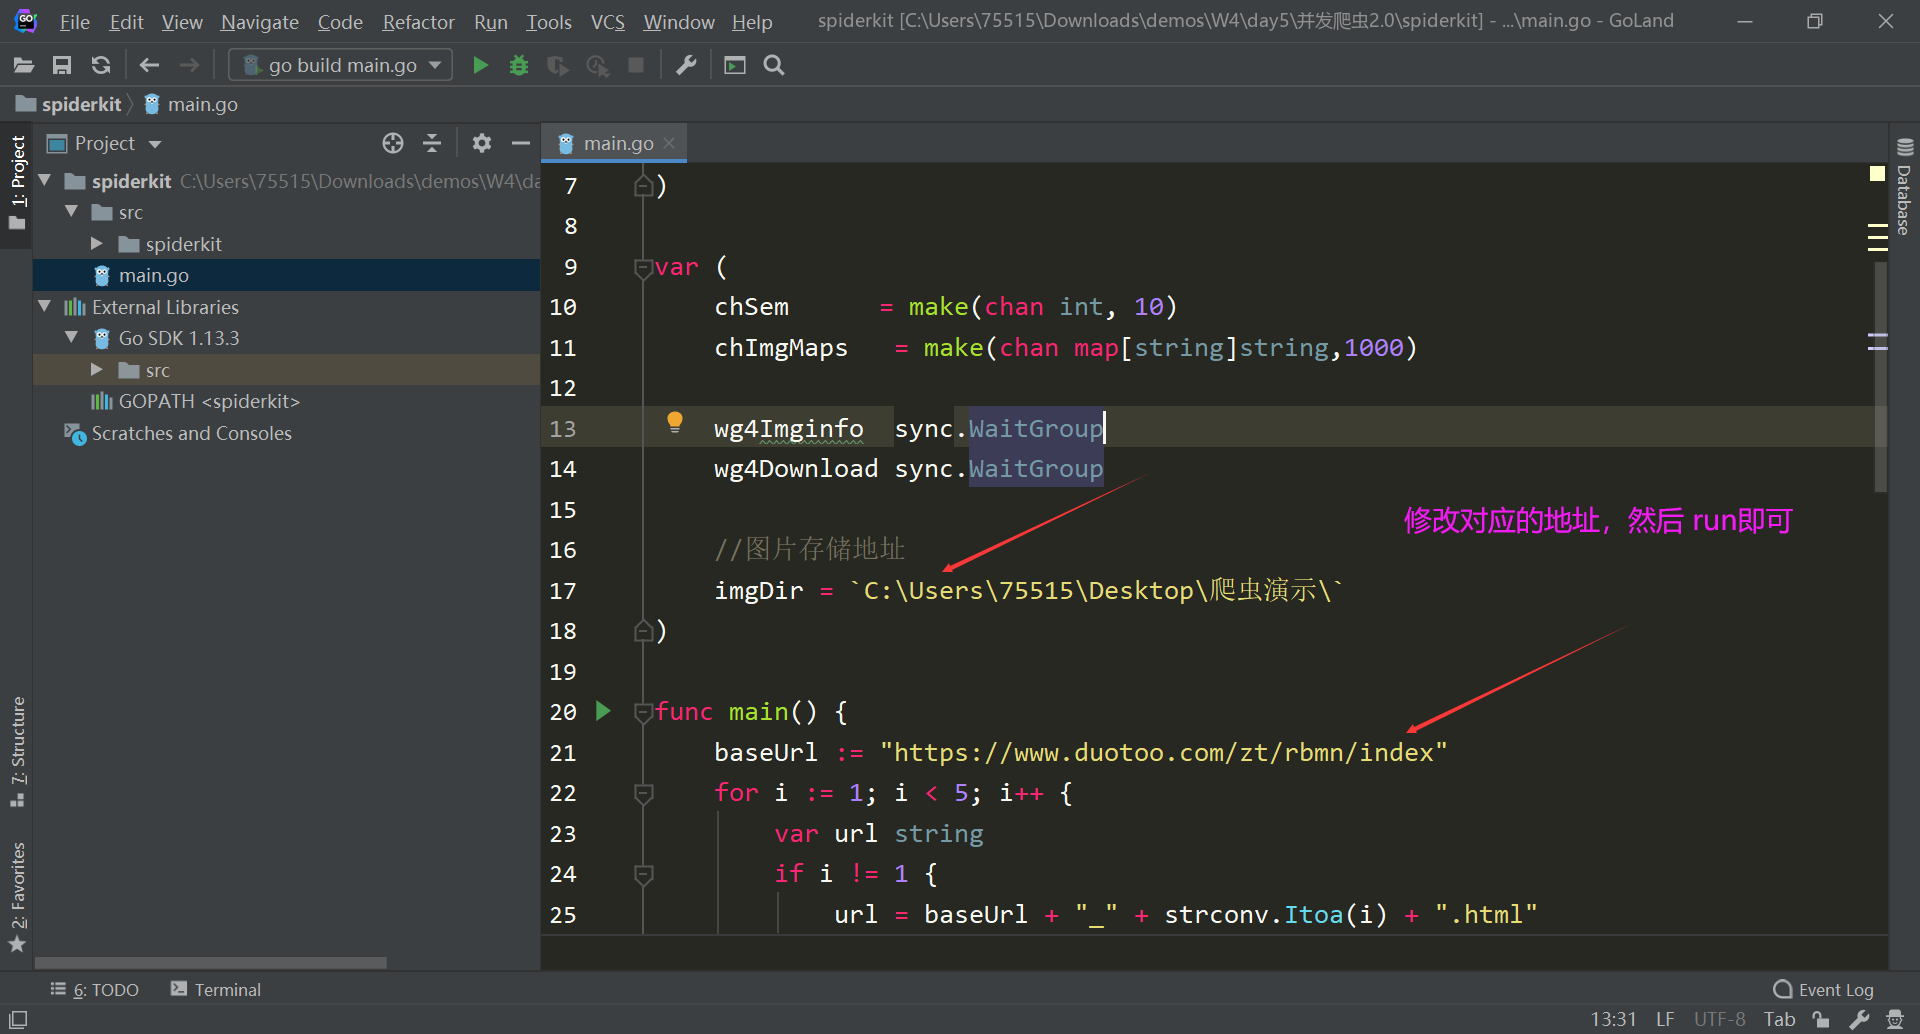 File Edit View Navigate Code Refactor Run Tools VCS Window Help spiderkit [C:\Users\75515\Downloads\demos\W4\day5\并发爬虫2.0\spiderkit] - ...\main.go - GoLand
go build main.go
spiderkit main.go
1: Project
Project
spiderkit C:\Users\75515\Downloads\demos\W4\da
src
spiderkit
main.go
External Libraries
Go SDK 1.13.3
src
GOPATH <spiderkit>
Scratches and Consoles
7: Structure
2: Favorites
main.go
7 )
8
9 var (
10 chSem = make(chan int, 10)
11 chImgMaps = make(chan map[string]string,1000)
12
13 wg4Imginfo sync.WaitGroup
14 wg4Download sync.WaitGroup
15
16 //图片存储地址
17 imgDir = `C:\Users\75515\Desktop\爬虫演示\`
18 )
19
20 func main() {
21 baseUrl := "https://www.duotoo.com/zt/rbmn/index"
22 for i := 1; i < 5; i++ {
23 var url string
24 if i != 1 {
25 url = baseUrl + "_" + strconv.Itoa(i) + ".html"
修改对应的地址，然后 run即可
Database
6: TODO Terminal Event Log
13:31 LF UTF-8 Tab